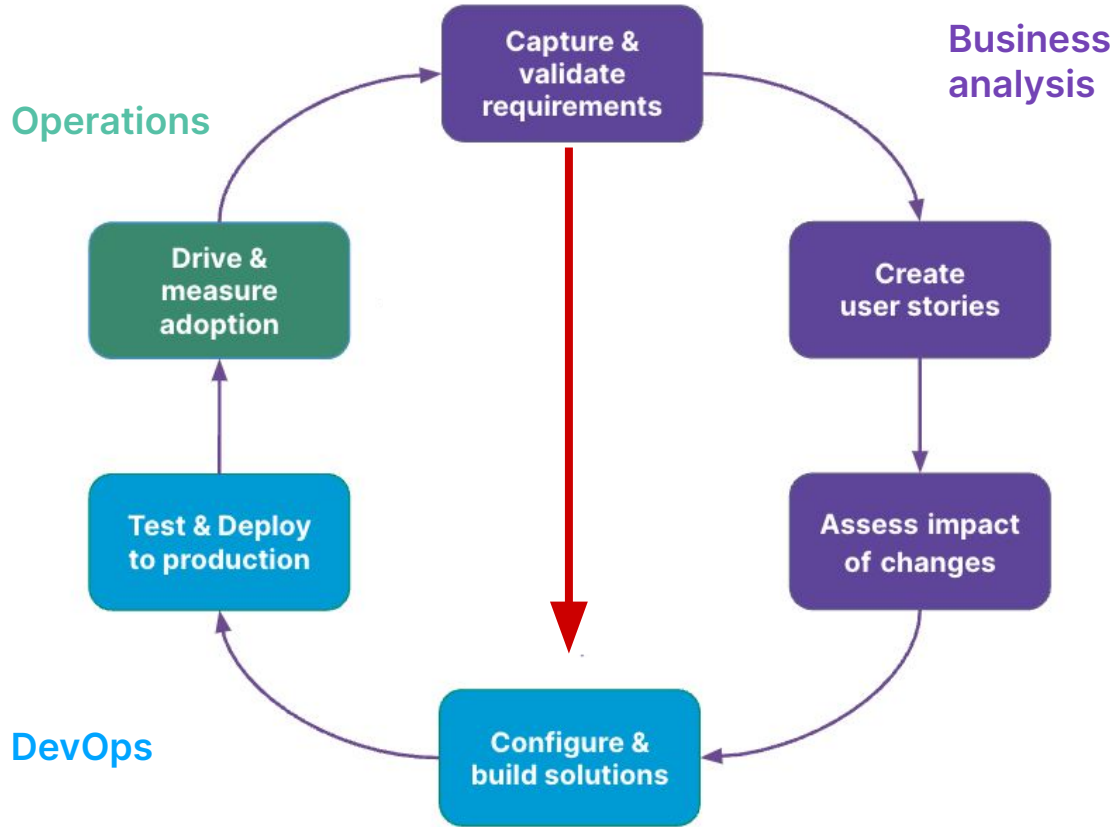 Capture &
validate
requirements
Business
analysis
Operations
Drive &
measure
adoption
Create
user stories
Test & Deploy
to production
Assess impact
of changes
DevOps
Configure &
build solutions